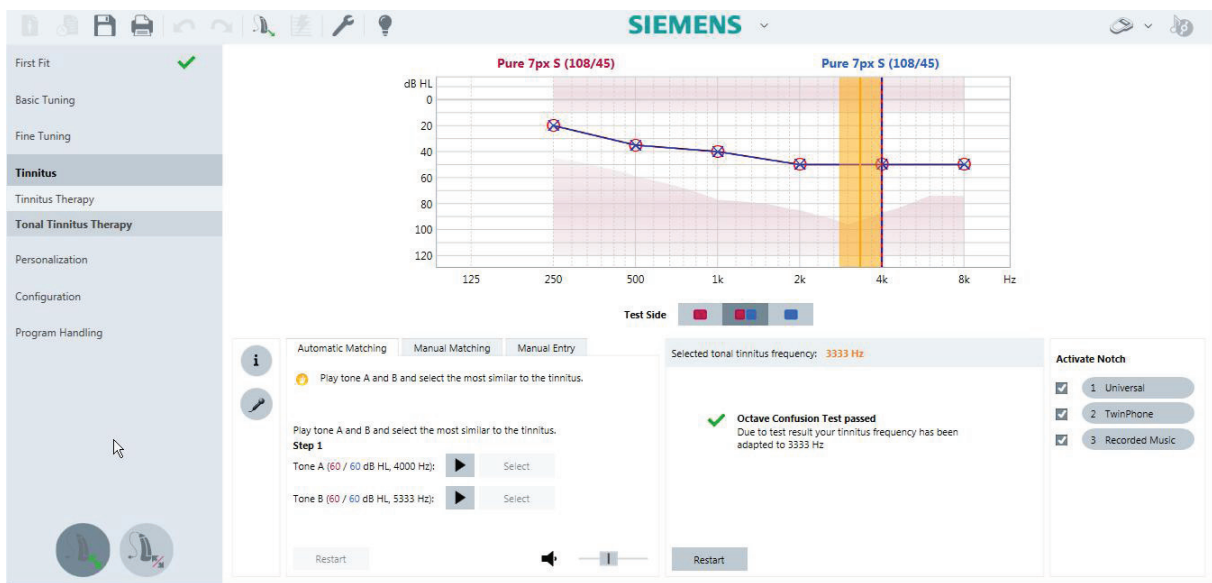 SIEMENS
First Fit
Basic Tuning
Fine Tuning
Tinnitus
Tinnitus Therapy
Tonal Tinnitus Therapy
Personalization
Configuration
Program Handling
Pure 7px S (108/45)
Pure 7px S (108/45)
dB HL
0
20
40
60
80
100
120
125 250 500 1k 2k 4k 8k Hz
Test Side
i
Automatic Matching Manual Matching Manual Entry
Play tone A and B and select the most similar to the tinnitus.
Play tone A and B and select the most similar to the tinnitus.
Step 1
Tone A (60 / 60 dB HL, 4000 Hz): Select
Tone B (60 / 60 dB HL, 5333 Hz): Select
Restart
Selected tonal tinnitus frequency: 3333 Hz
Octave Confusion Test passed
Due to test result your tinnitus frequency has been
adapted to 3333 Hz
Restart
Activate Notch
1 Universal
2 TwinPhone
3 Recorded Music